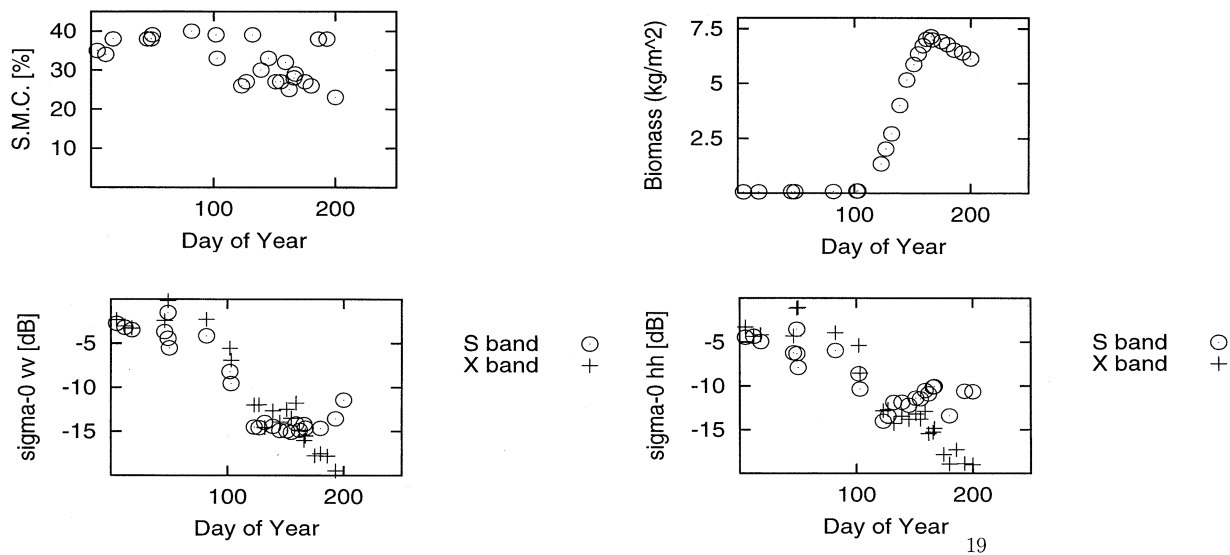 40
30
20
10
S.M.C. [%]
100
200
Day of Year
7.5
5
2.5
Biomass (kg/m^2)
100
200
Day of Year
-5
-10
-15
sigma-0 vv [dB]
100
200
Day of Year
S band
X band
-5
-10
-15
sigma-0 hh [dB]
100
200
Day of Year
S band
X band
19